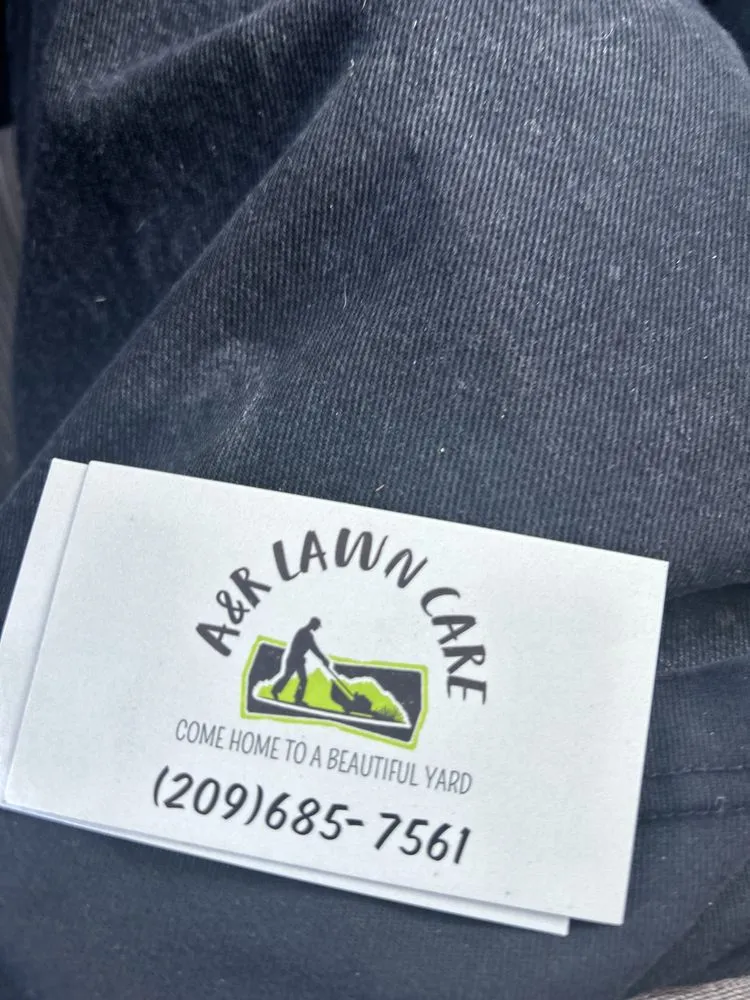 A&R LAWN CARE
COME HOME TO A BEAUTIFUL YARD
(209)685-7561